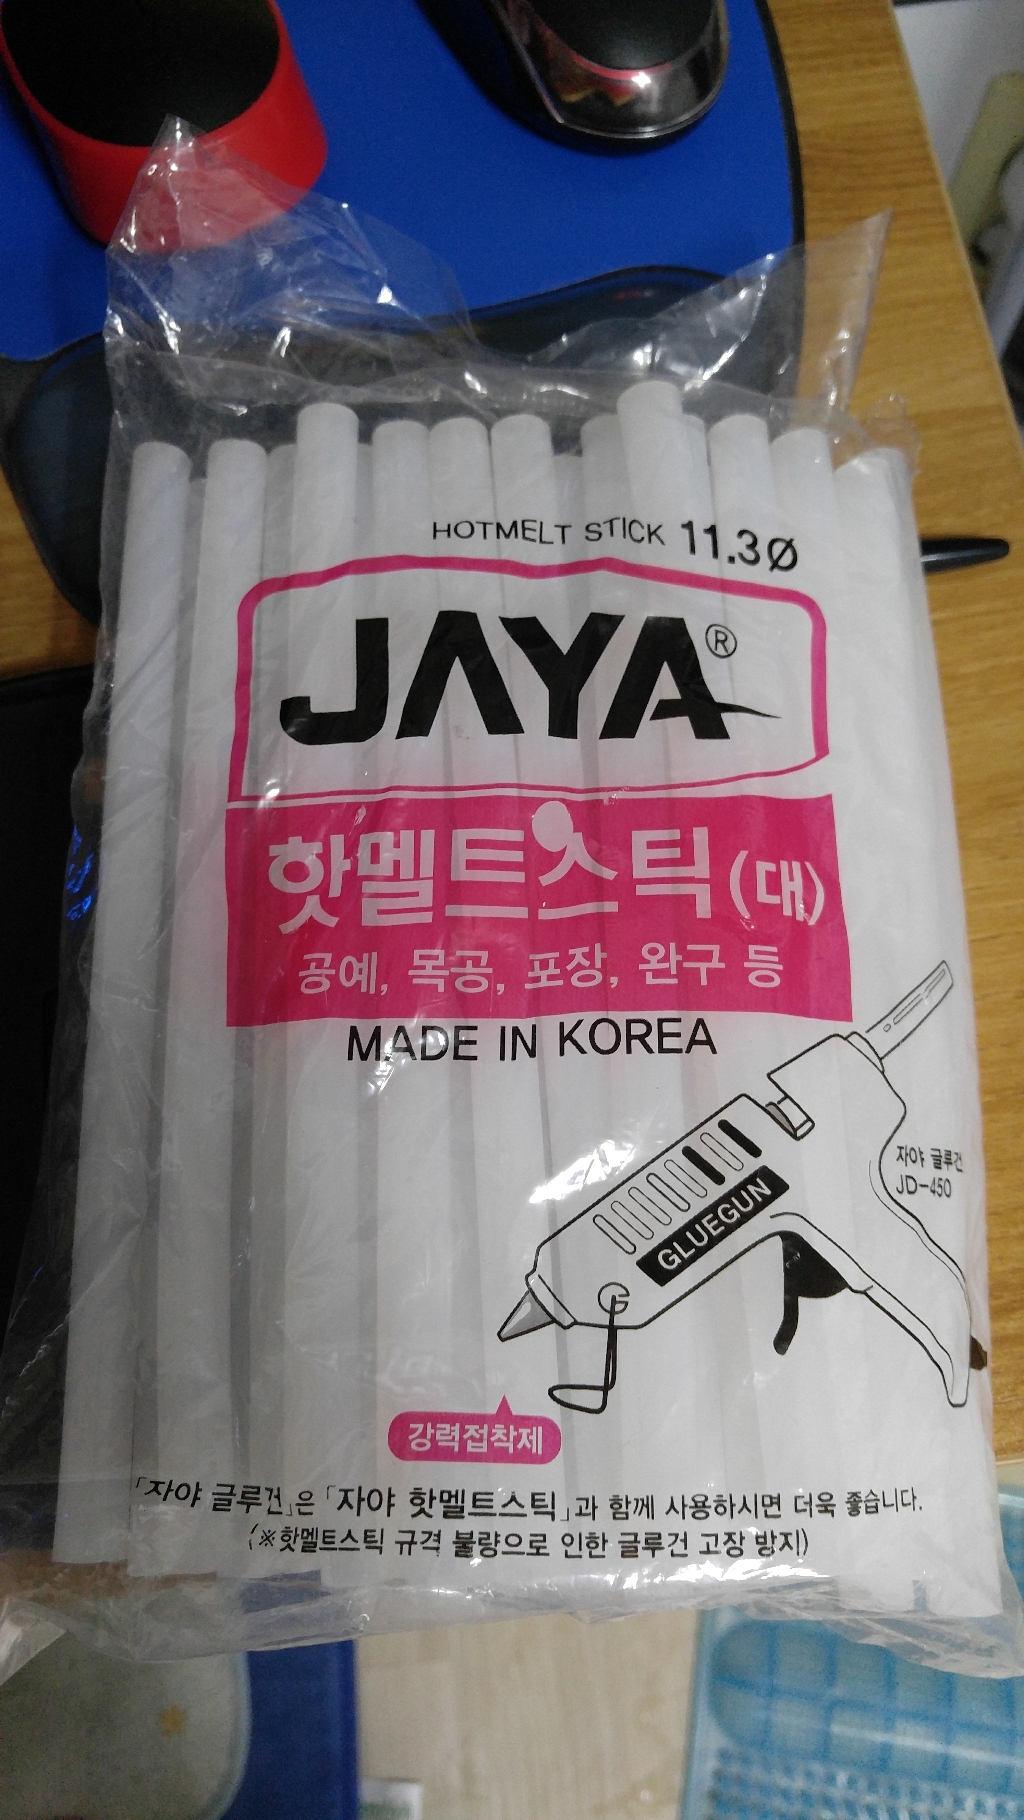 HOTMELT STICK 11.3Ø
JAYA®
핫멜트스틱(대)
공예, 목공, 포장, 완구 등
MADE IN KOREA
자야 글루건
JD-450
GLUEGUN
강력접착제
「자야 글루건」은 「자야 핫멜트스틱」과 함께 사용하시면 더욱 좋습니다.
(※핫멜트스틱 규격 불량으로 인한 글루건 고장 방지)